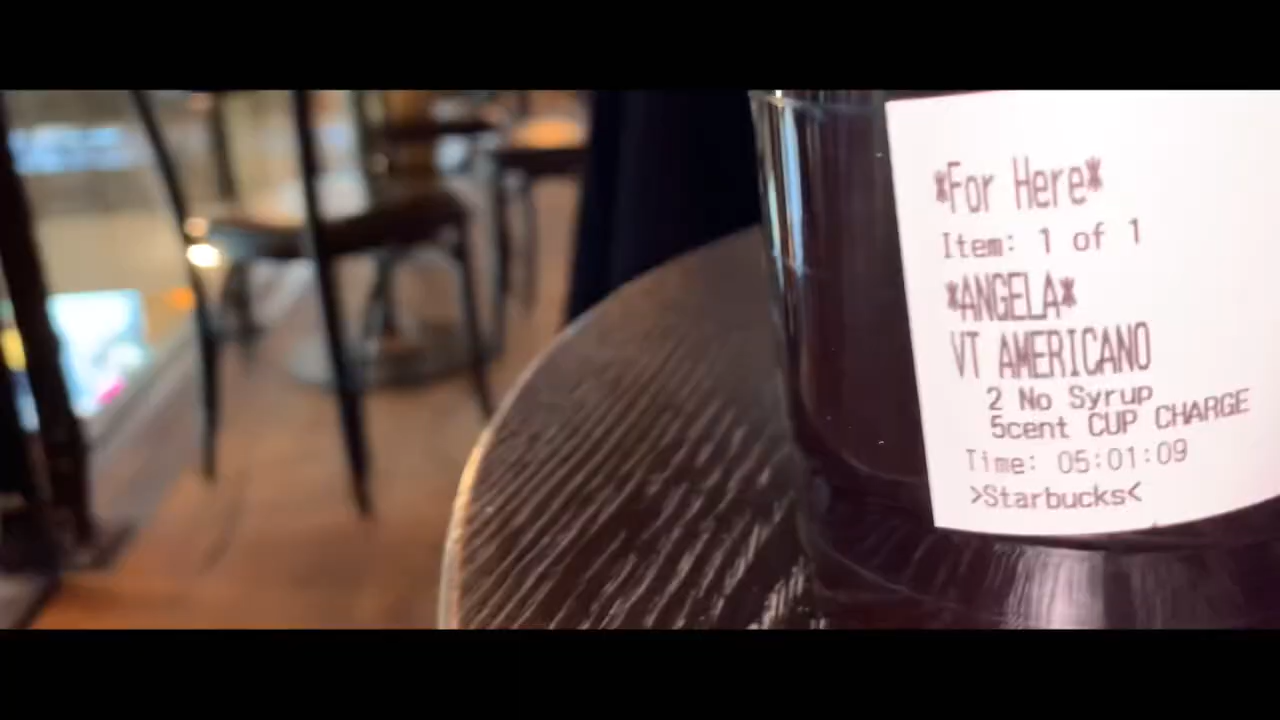 *For Here*
Item: 1 of 1
*ANGELA*
VT AMERICANO
2 No Syrup
5cent CUP CHARGE
Time: 05:01:09
>Starbucks<